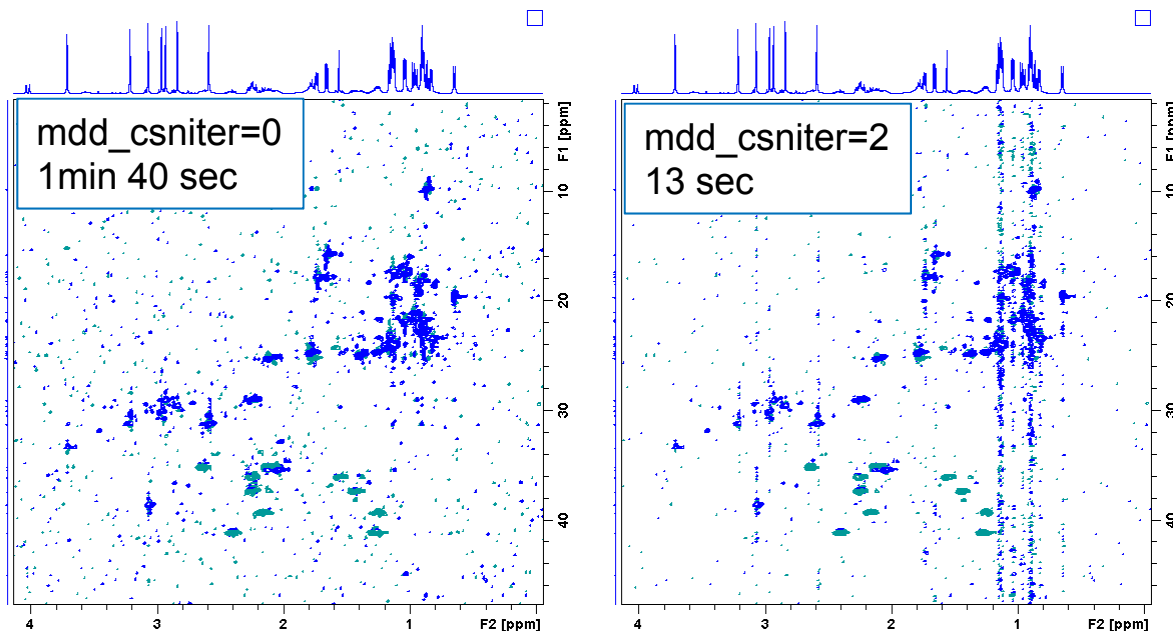 mdd_csniter=0
1min 40 sec
F1 [ppm]
10
20
30
40
4
3
2
1
F2 [ppm]
mdd_csniter=2
13 sec
F1 [ppm]
10
20
30
40
4
3
2
1
F2 [ppm]